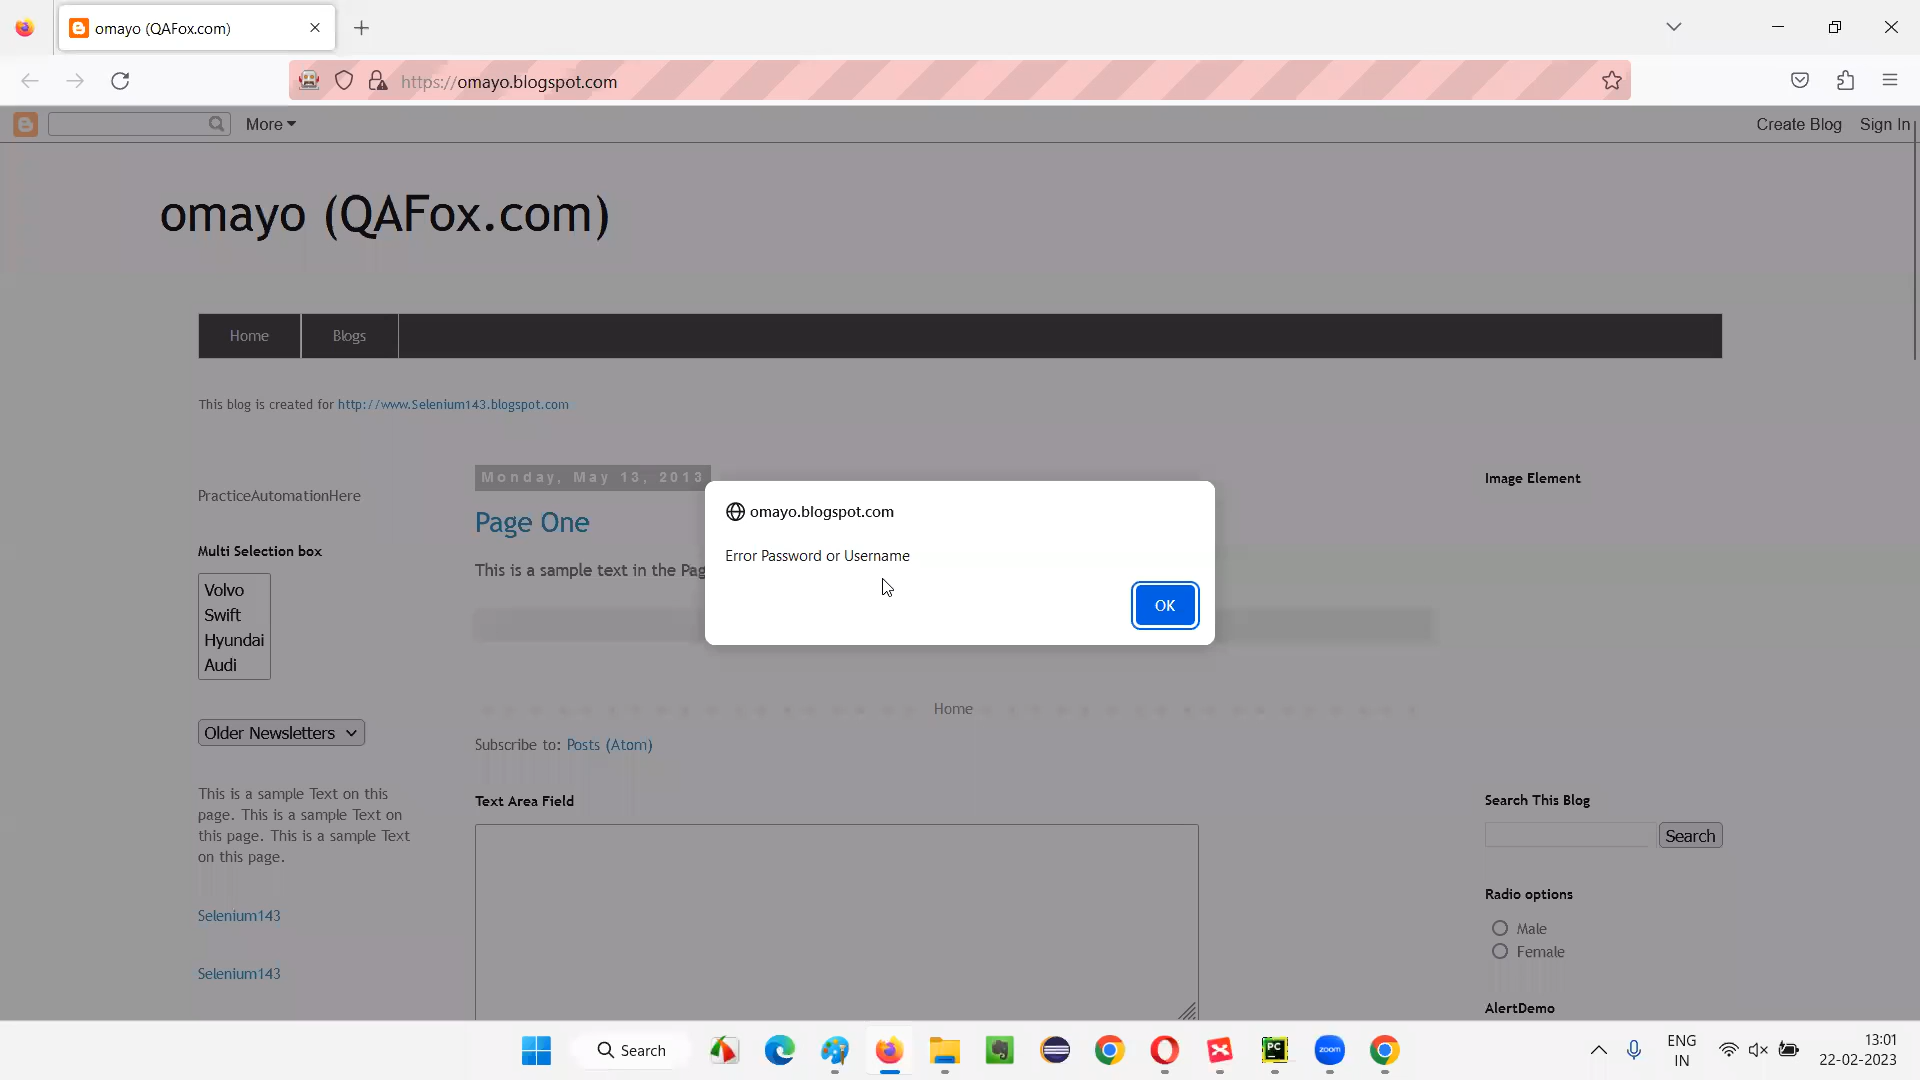 omayo (QAFox.com)
https://omayo.blogspot.com
More
Create Blog
Sign In
omayo (QAFox.com)
Home
Blogs
This blog is created for http://www.Selenium143.blogspot.com
PracticeAutomationHere
Multi Selection box
Volvo
Swift
Hyundai
Audi
Older Newsletters
This is a sample Text on this
page. This is a sample Text on
this page. This is a sample Text
on this page.
Selenium143
Selenium143
Monday, May 13, 2013
Page One
This is a sample text in the Pag
omayo.blogspot.com
Error Password or Username
OK
Home
Subscribe to: Posts (Atom)
Text Area Field
Image Element
Search This Blog
Search
Radio options
Male
Female
AlertDemo
Search
PC
zoom
ENG
IN
13:01
22-02-2023